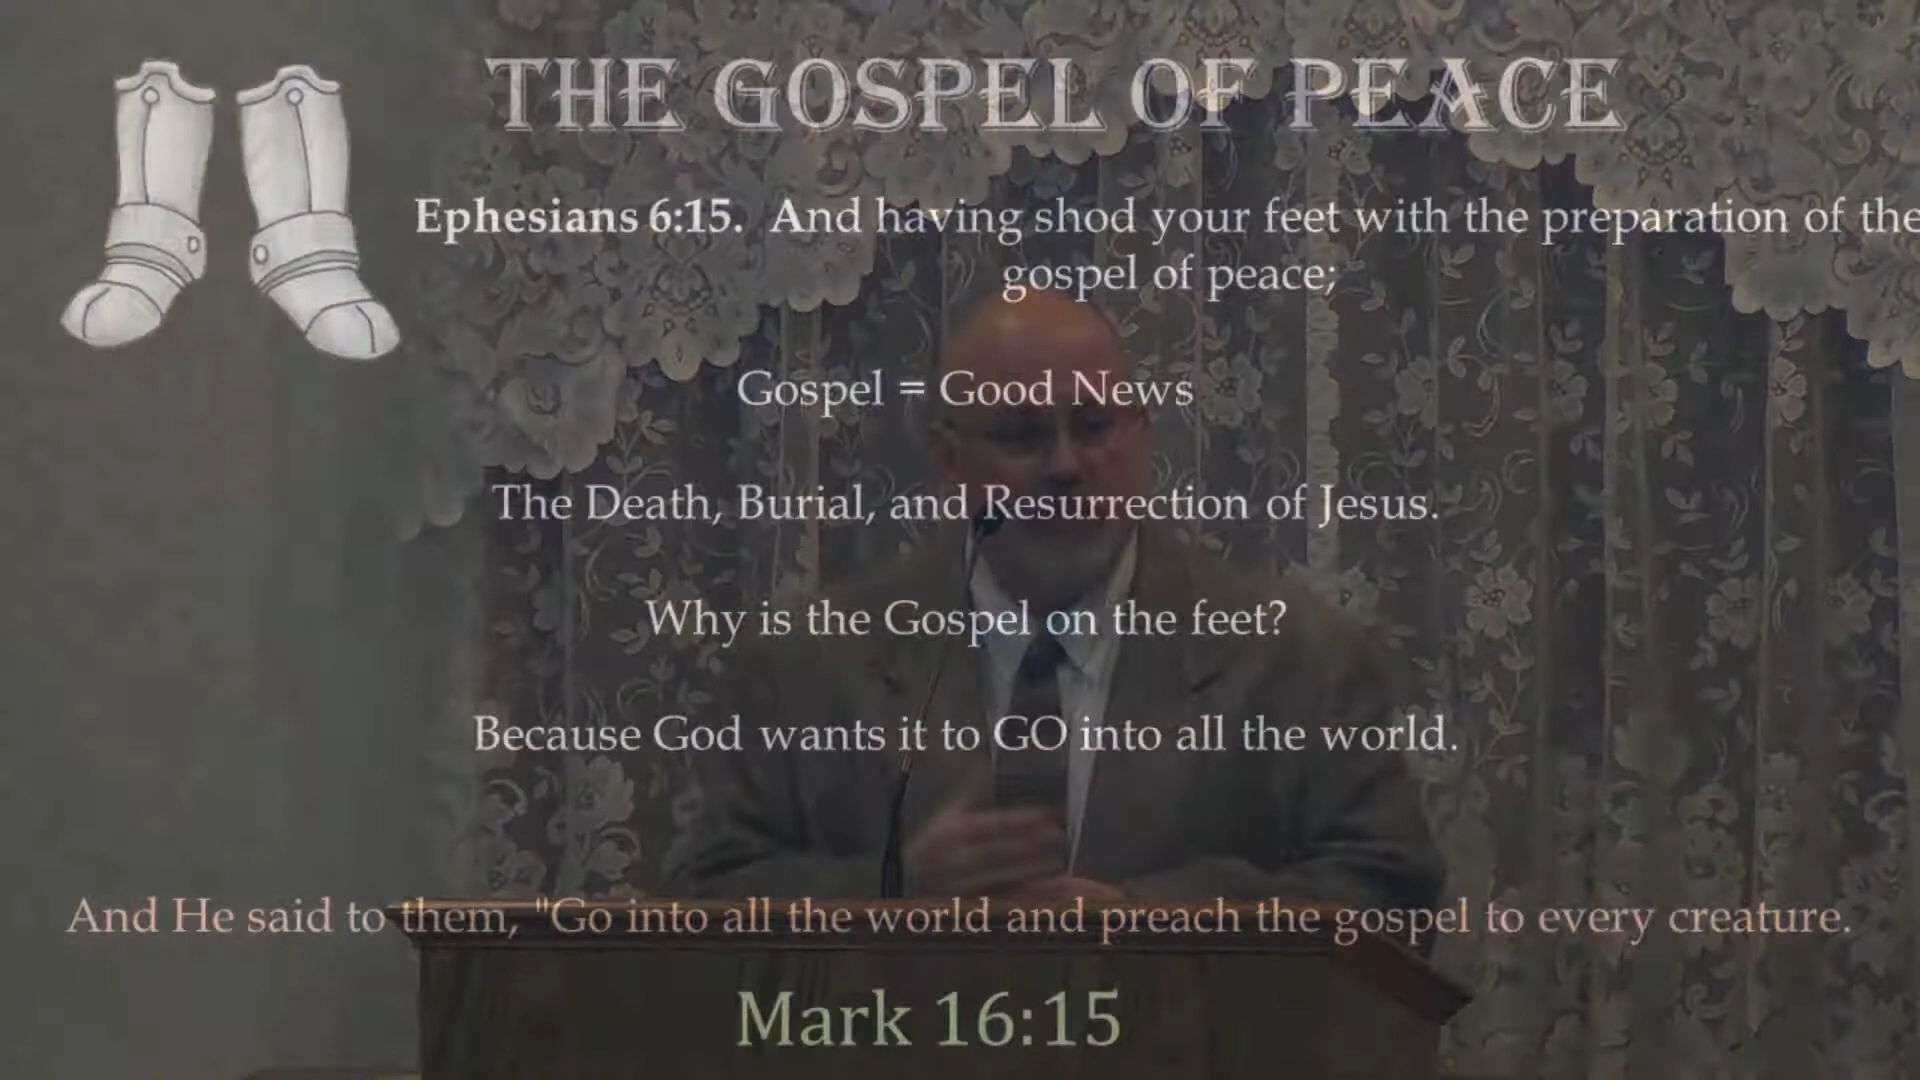 THE GOSPEL OF PEACE
Ephesians 6:15. And having shod your feet with the preparation of the
gospel of peace;
Gospel = Good News
The Death, Burial, and Resurrection of Jesus.
Why is the Gospel on the feet?
Because God wants it to GO into all the world.
And He said to them, "Go into all the world and preach the gospel to every creature.
Mark 16:15